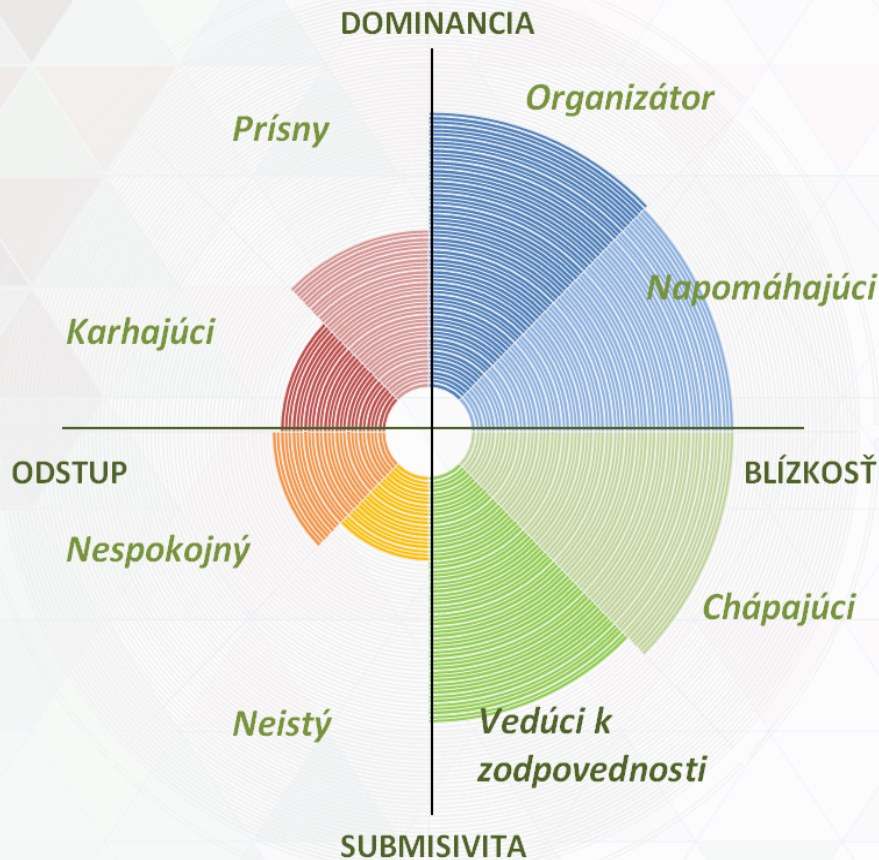 DOMINANCIA
Organizátor
Prísny
Napomáhajúci
Karhajúci
ODSTUP
BLÍZKOSŤ
Nespokojný
Chápajúci
Neistý
Vedúci k
zodpovednosti
SUBMISIVITA